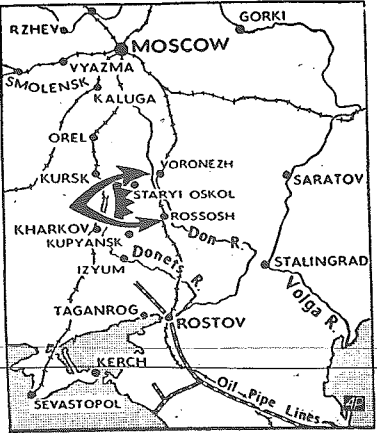 RZHEV
GORKI
MOSCOW
VYAZMA
SMOLENSK
KALUGA
OREL
VORONEZH
KURSK
STARYI OSKOL
SARATOV
ROSSOSH
KHARKOV
Don R.
KUPYANSK
Donets R.
STALINGRAD
IZYUM
Volga R.
TAGANROG
ROSTOV
KERCH
Oil Pipe Lines
SEVASTOPOL
AP